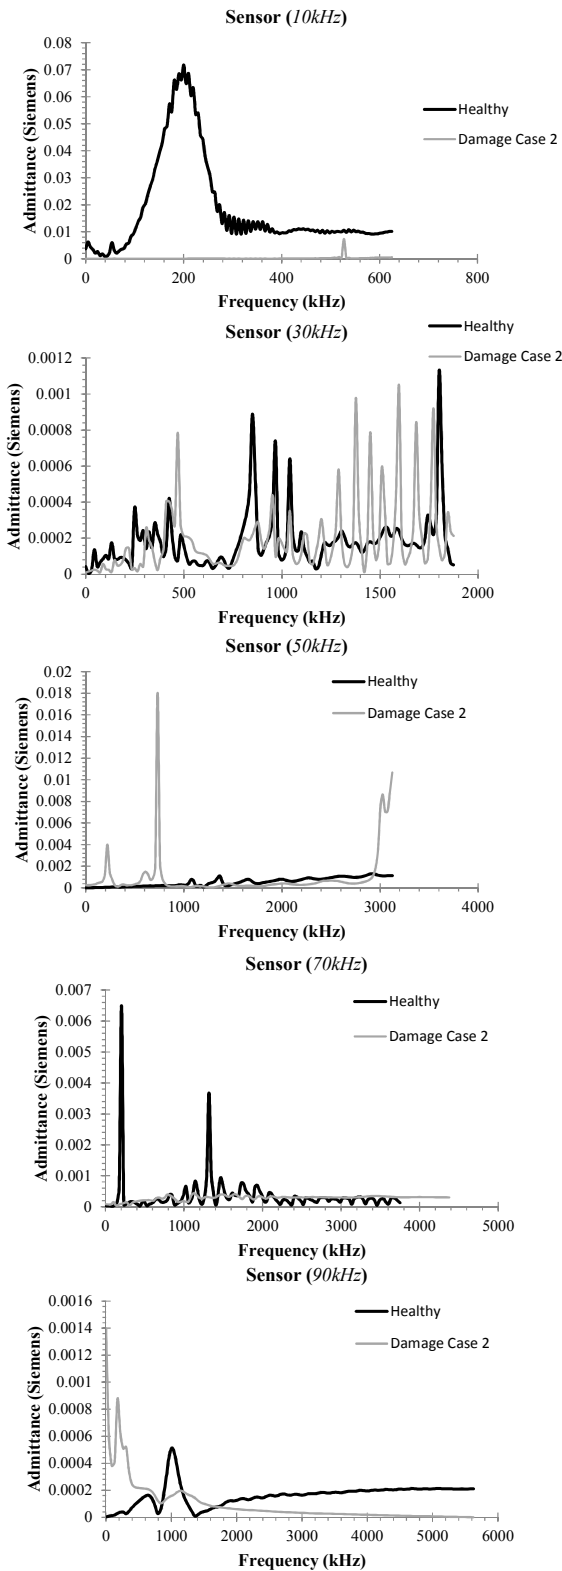 Sensor (10kHz)
0.08
0.07
0.06
0.05
0.04
0.03
0.02
0.01
0
Admittance (Siemens)
Healthy
Damage Case 2
0 200 400 600 800
Frequency (kHz)
Sensor (30kHz)
Healthy
Damage Case 2
0.0012
0.001
0.0008
0.0006
0.0004
0.0002
0
Admittance (Siemens)
0 500 1000 1500 2000
Frequency (kHz)
Sensor (50kHz)
0.02
0.018
0.016
0.014
0.012
0.01
0.008
0.006
0.004
0.002
0
Admittance (Siemens)
Healthy
Damage Case 2
0 1000 2000 3000 4000
Frequency (kHz)
Sensor (70kHz)
0.007
0.006
0.005
0.004
0.003
0.002
0.001
0
Admittance (Siemens)
Healthy
Damage Case 2
0 1000 2000 3000 4000 5000
Frequency (kHz)
Sensor (90kHz)
0.0016
0.0014
0.0012
0.001
0.0008
0.0006
0.0004
0.0002
0
Admittance (Siemens)
Healthy
Damage Case 2
0 1000 2000 3000 4000 5000 6000
Frequency (kHz)